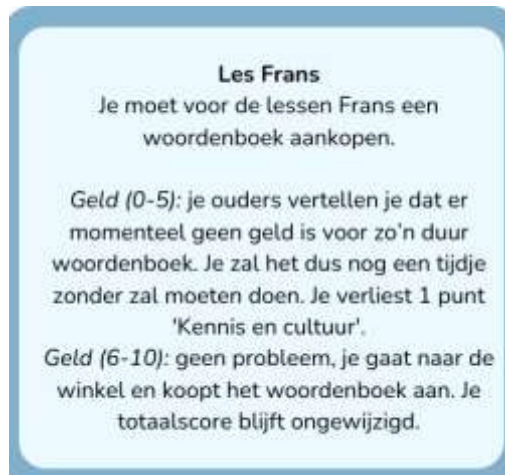 Les Frans
Je moet voor de lessen Frans een
woordenboek aankopen.
Geld (0-5): je ouders vertellen je dat er
momenteel geen geld is voor zo'n duur
woordenboek. Je zal het dus nog een tijdje
zonder zal moeten doen. Je verliest 1 punt
'Kennis en cultuur'.
Geld (6-10): geen probleem, je gaat naar de
winkel en koopt het woordenboek aan. Je
totaalscore blijft ongewijzigd.